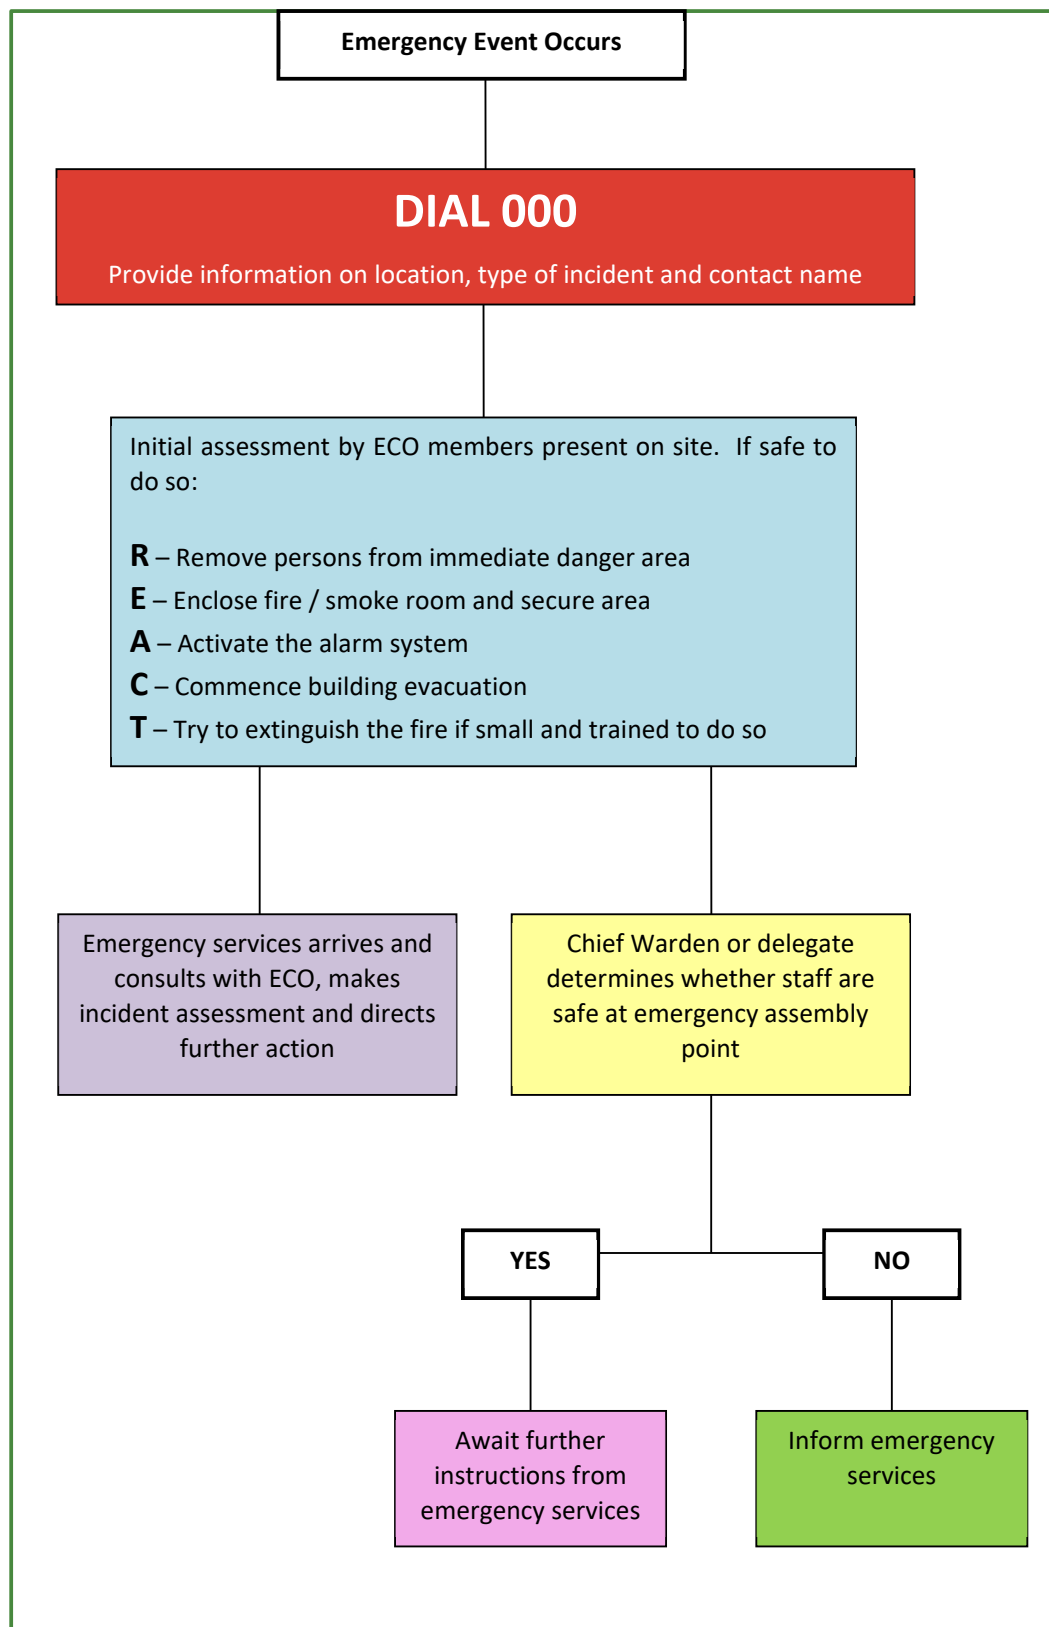 Emergency Event Occurs
DIAL 000
Provide information on location, type of incident and contact name
Initial assessment by ECO members present on site.  If safe to
do so:
R – Remove persons from immediate danger area
E – Enclose fire / smoke room and secure area
A – Activate the alarm system
C – Commence building evacuation
T – Try to extinguish the fire if small and trained to do so
Emergency services arrives and
consults with ECO, makes
incident assessment and directs
further action
Chief Warden or delegate
determines whether staff are
safe at emergency assembly
point
YES
NO
Await further
instructions from
emergency services
Inform emergency
services